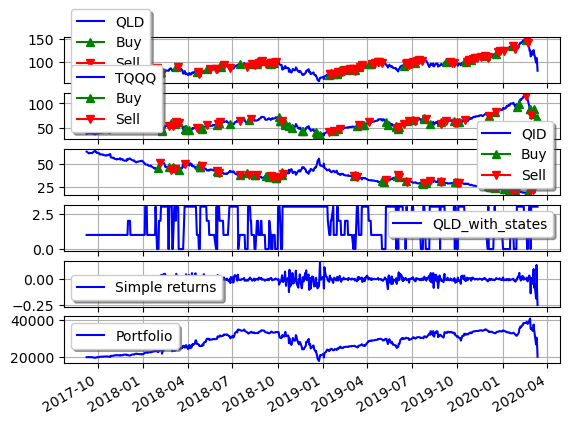 QLD
Buy
Sell
150
100
TQQQ
Buy
Sell
100
50
QID
Buy
Sell
50
25
QLD_with_states
2.5
0.0
Simple returns
0.00
−0.25
Portfolio
40000
20000
2017-10 2018-01 2018-04 2018-07 2018-10 2019-01 2019-04 2019-07 2019-10 2020-01 2020-04